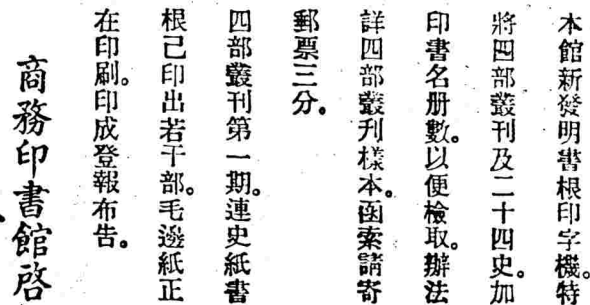 本館新發明書根印字機。特
將四部叢刊及二十四史。加
印書名册數。以便檢取。辦法
詳四部叢刋樣本。函索請寄
郵票三分。
四部叢刊第一期。連史紙書
根已印出若干部。毛邊紙正
在印刷。印成登報布告。
商務印書館啓